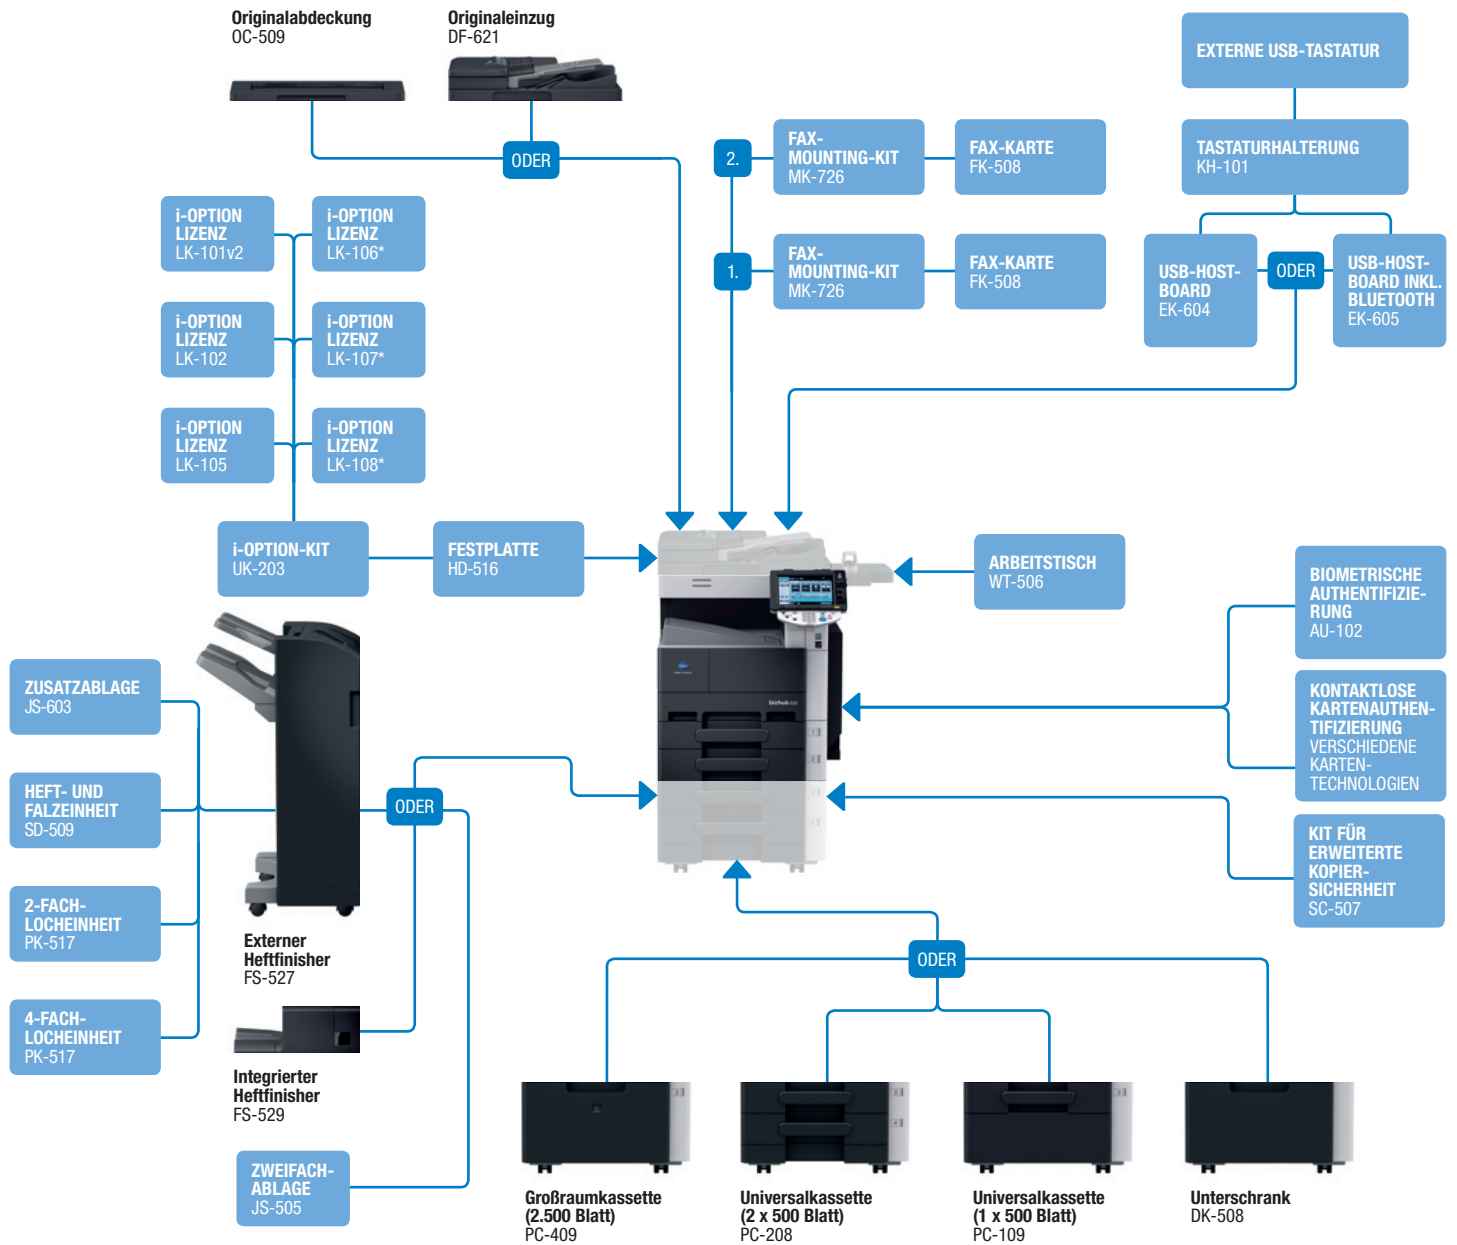 Originalabdeckung
OC-509
Originaleinzug
DF-621
ODER
EXTERNE USB-TASTATUR
TASTATURHALTERUNG
KH-101
USB-HOST-
BOARD
EK-604
ODER
USB-HOST-
BOARD INKL.
BLUETOOTH
EK-605
2.
FAX-
MOUNTING-KIT
MK-726
FAX-KARTE
FK-508
1.
FAX-
MOUNTING-KIT
MK-726
FAX-KARTE
FK-508
i-OPTION
LIZENZ
LK-101v2
i-OPTION
LIZENZ
LK-106*
i-OPTION
LIZENZ
LK-102
i-OPTION
LIZENZ
LK-107*
i-OPTION
LIZENZ
LK-105
i-OPTION
LIZENZ
LK-108*
i-OPTION-KIT
UK-203
FESTPLATTE
HD-516
ARBEITSTISCH
WT-506
BIOMETRISCHE
AUTHENTIFIZIE-
RUNG
AU-102
KONTAKTLOSE
KARTENAUTHEN-
TIFIZIERUNG
VERSCHIEDENE
KARTEN-
TECHNOLOGIEN
KIT FÜR
ERWEITERTE
KOPIER-
SICHERHEIT
SC-507
bizhub
ZUSATZABLAGE
JS-603
HEFT- UND
FALZEINHEIT
SD-509
2-FACH-
LOCHEINHEIT
PK-517
4-FACH-
LOCHEINHEIT
PK-517
ODER
Externer
Heftfinisher
FS-527
Integrierter
Heftfinisher
FS-529
ZWEIFACH-
ABLAGE
JS-505
ODER
Großraumkassette
(2.500 Blatt)
PC-409
Universalkassette
(2 x 500 Blatt)
PC-208
Universalkassette
(1 x 500 Blatt)
PC-109
Unterschrank
DK-508